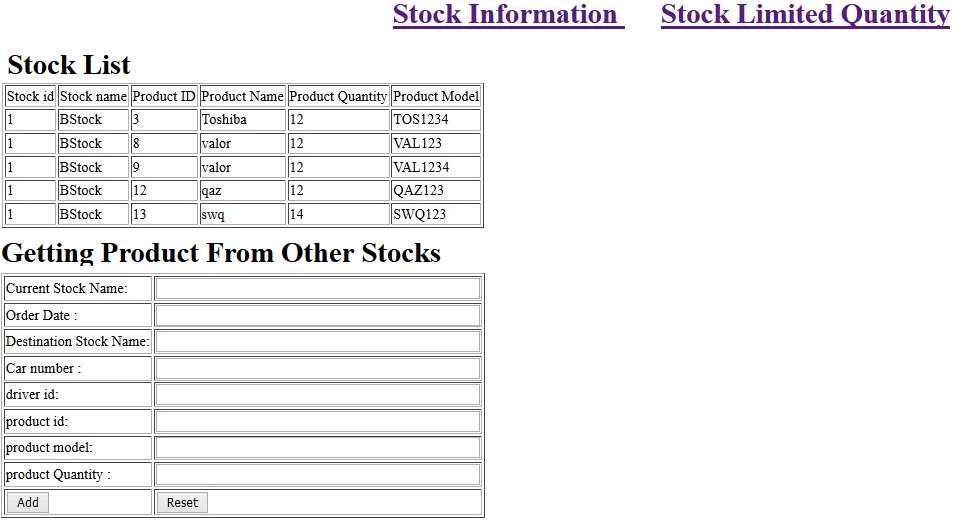 Stock Information Stock Limited Quantity
Stock List
Stock id Stock name Product ID Product Name Product Quantity Product Model
1 BStock 3 Toshiba 12 TOS1234
1 BStock 8 valor 12 VAL123
1 BStock 9 valor 12 VAL1234
1 BStock 12 qaz 12 QAZ123
1 BStock 13 swq 14 SWQ123
Getting Product From Other Stocks
Current Stock Name:
Order Date :
Destination Stock Name:
Car number :
driver id:
product id:
product model:
product Quantity :
Add Reset